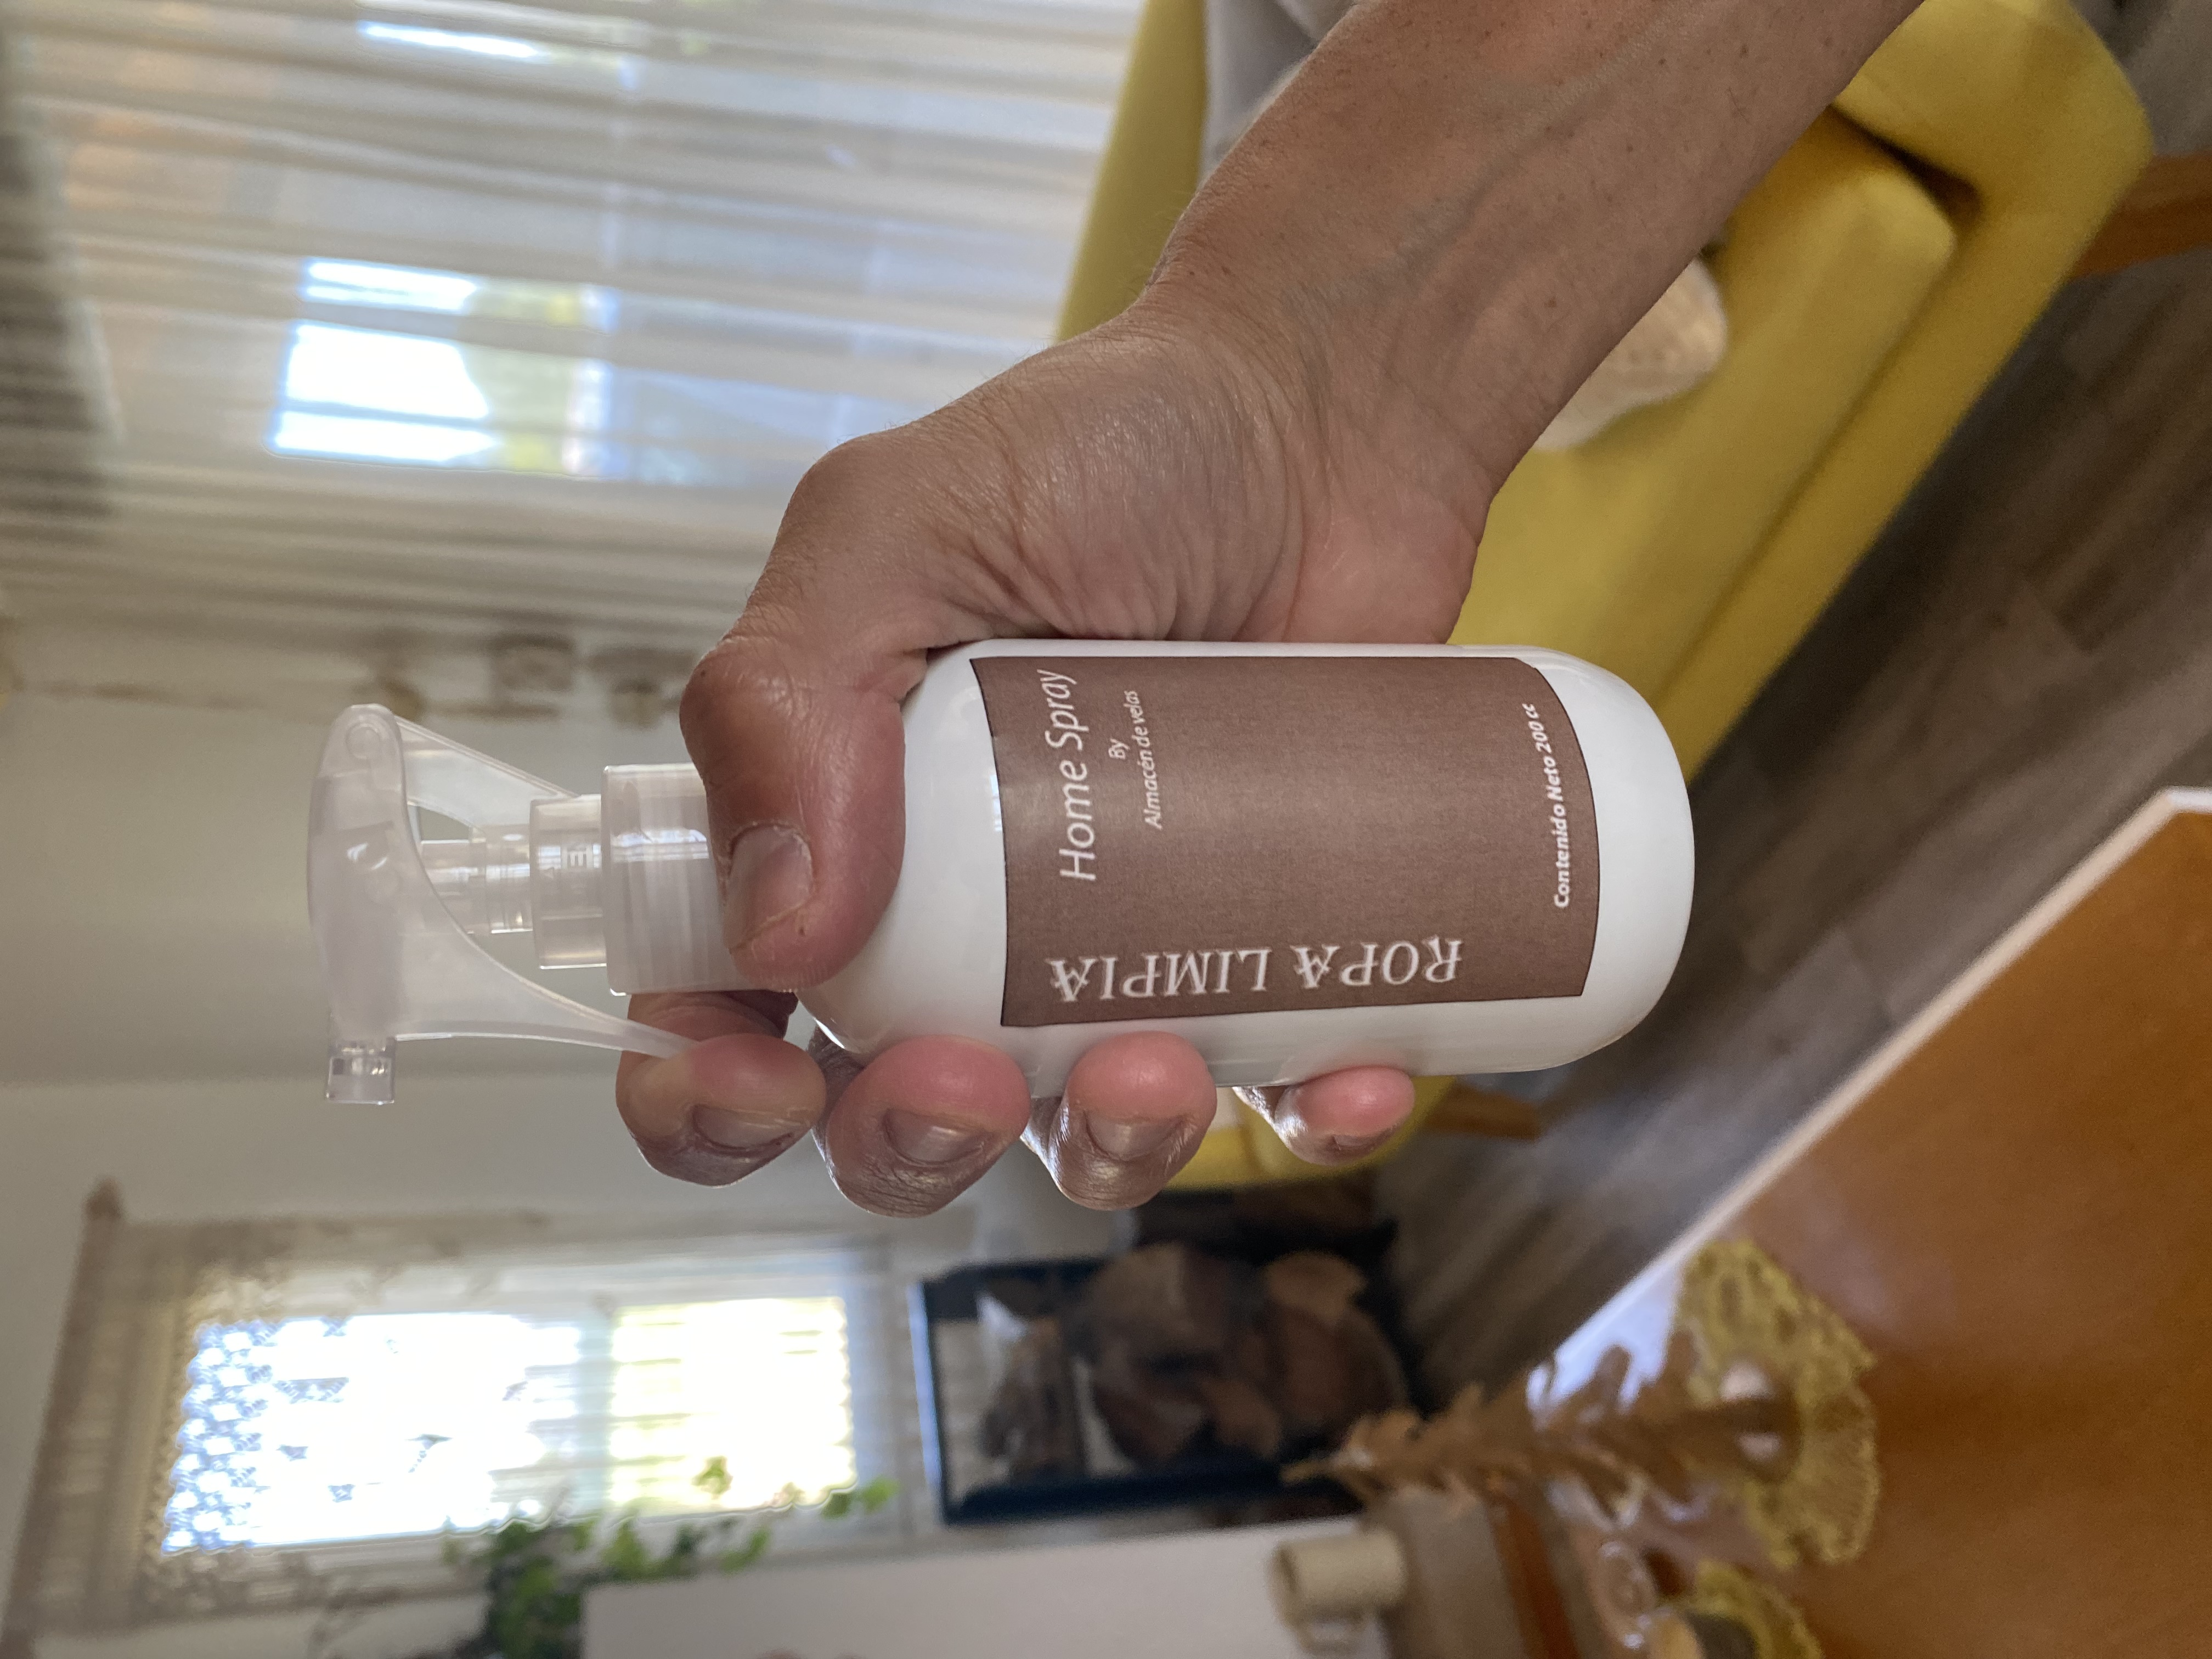 ROPA LIMPIA
Home Spray
By
Almacén de velas
Contenido Neto 200 cc